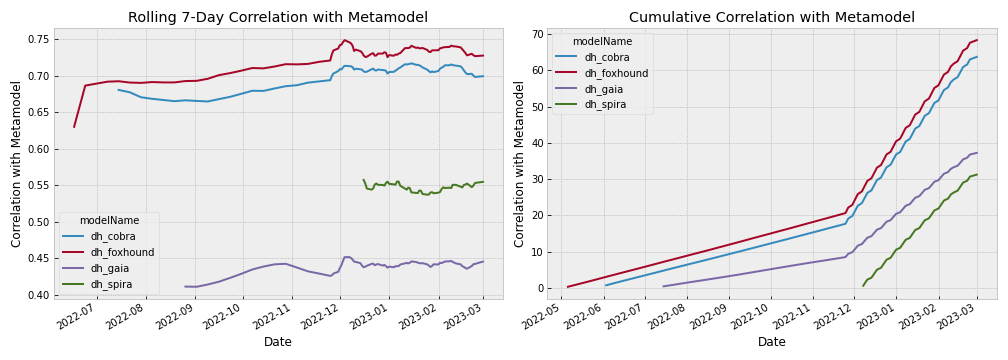 Rolling 7-Day Correlation with Metamodel
Correlation with Metamodel
0.75
0.70
0.65
0.60
0.55
0.50
0.45
0.40
modelName
dh_cobra
dh_foxhound
dh_gaia
dh_spira
2022-07
2022-08
2022-09
2022-10
2022-11
2022-12
2023-01
2023-02
2023-03
Date
Cumulative Correlation with Metamodel
Correlation with Metamodel
70
60
50
40
30
20
10
0
modelName
dh_cobra
dh_foxhound
dh_gaia
dh_spira
2022-05
2022-06
2022-07
2022-08
2022-09
2022-10
2022-11
2022-12
2023-01
2023-02
2023-03
Date